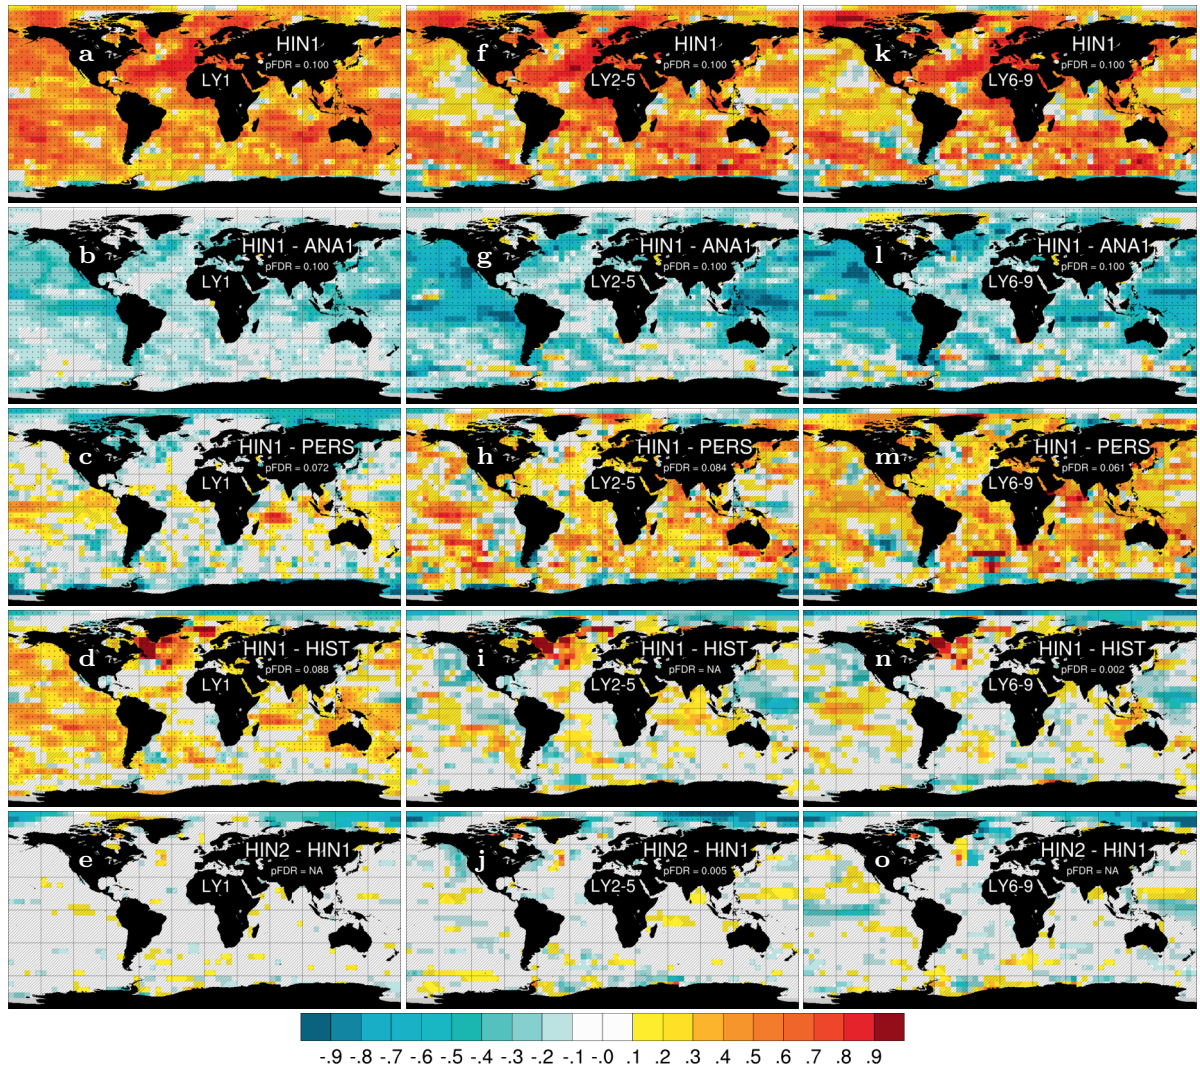 a HIN1
pFDR = 0.100
LY1
f HIN1
pFDR = 0.100
LY2-5
k HIN1
pFDR = 0.100
LY6-9
b HIN1 - ANA1
pFDR = 0.100
LY1
g HIN1 - ANA1
pFDR = 0.100
LY2-5
l HIN1 - ANA1
pFDR = 0.100
LY6-9
c HIN1 - PERS
pFDR = 0.072
LY1
h HIN1 - PERS
pFDR = 0.084
LY2-5
m HIN1 - PERS
pFDR = 0.061
LY6-9
d HIN1 - HIST
pFDR = 0.088
LY1
i HIN1 - HIST
pFDR = NA
LY2-5
n HIN1 - HIST
pFDR = 0.002
LY6-9
e HIN2 - HIN1
pFDR = NA
LY1
j HIN2 - HIN1
pFDR = 0.005
LY2-5
o HIN2 - HIN1
pFDR = NA
LY6-9
-.9 -.8 -.7 -.6 -.5 -.4 -.3 -.2 -.1 -.0 .1 .2 .3 .4 .5 .6 .7 .8 .9